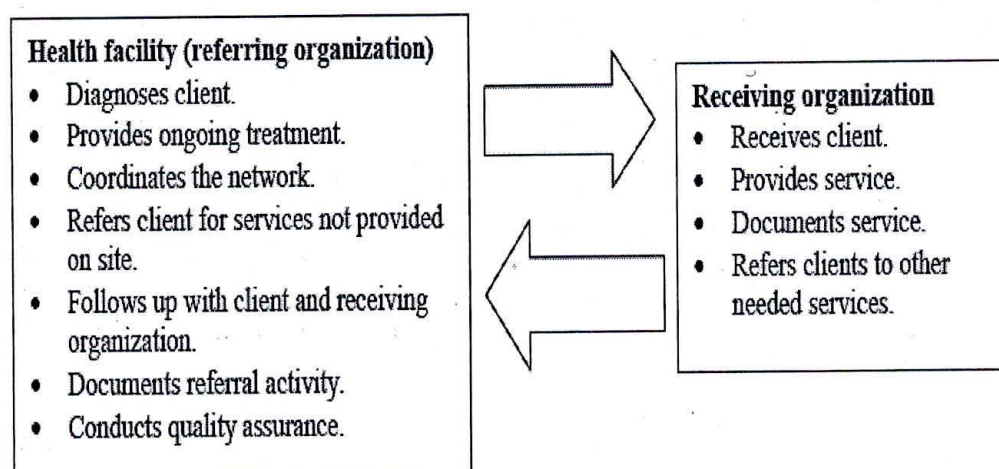 Health facility (referring organization)
• Diagnoses client.
• Provides ongoing treatment.
• Coordinates the network.
• Refers client for services not provided
on site.
• Follows up with client and receiving
organization.
• Documents referral activity.
• Conducts quality assurance.
Receiving organization
• Receives client.
• Provides service.
• Documents service.
• Refers clients to other
needed services.